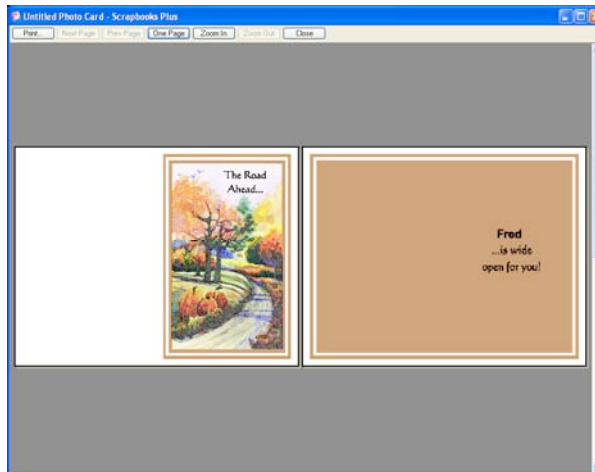 Untitled Photo Card - Scrapbooks Plus
Print... Next Page Prev Page One Page Zoom In Zoom Out Close
The Road
Ahead...
Fred
...is wide
open for you!